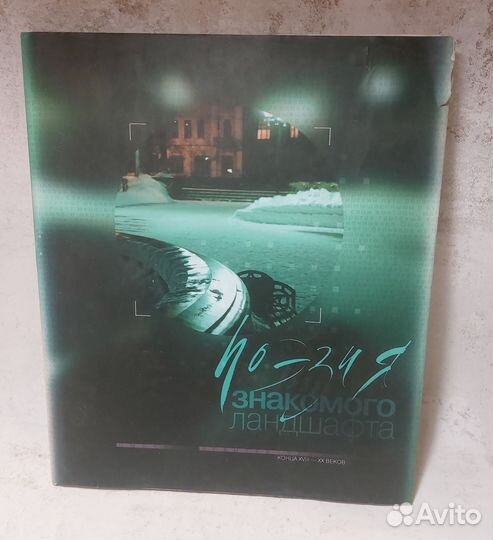 поэзия
знакомого
ландшафта
КОНЦА XVIII — XX ВЕКОВ
Avito